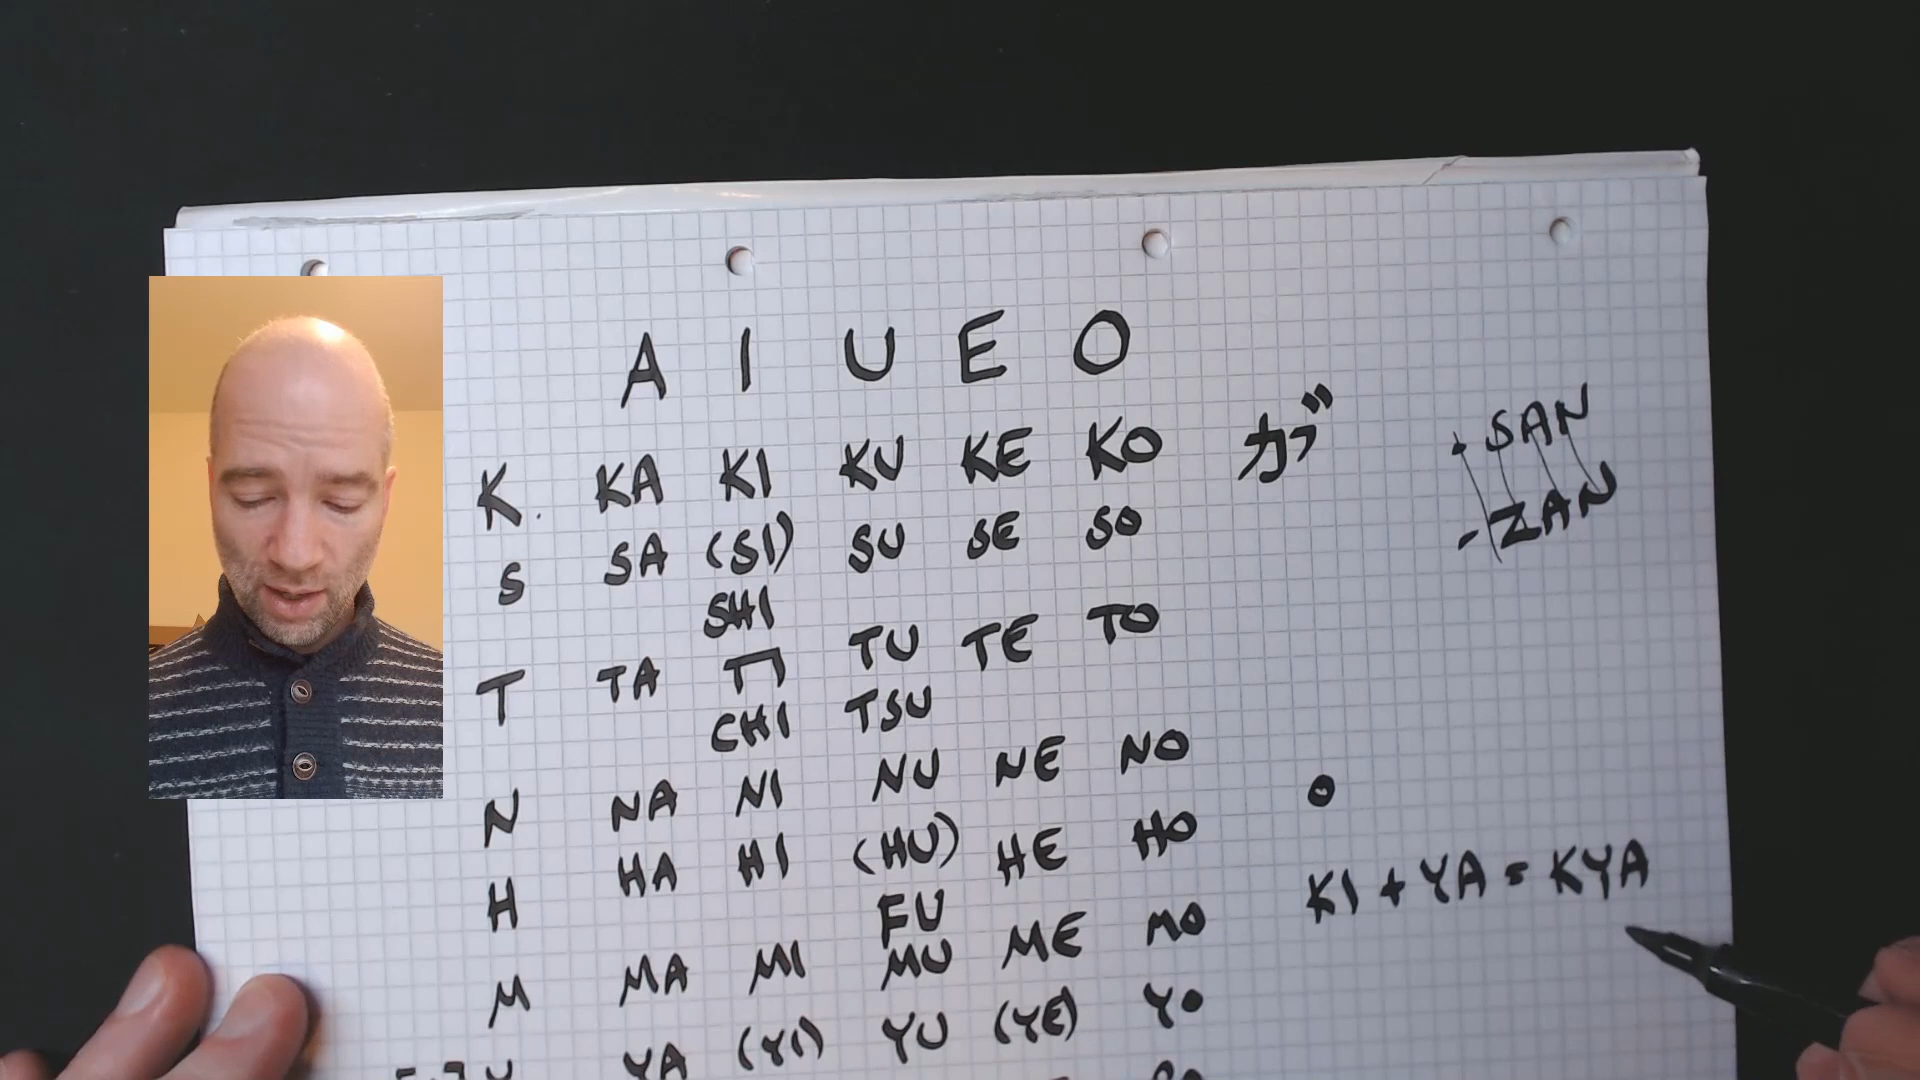 A I U E O
K. KA KI KU KE KO ガ
S SA (SI) SU SE SO
SHI
T TA TI TU TE TO
CHI TSU
N NA NI NU NE NO
H HA HI (HU) HE HO
FU
M MA MI MU ME MO
YA (YI) YU (YE) YO
• SAN
- ZAN
KI + YA = KYA